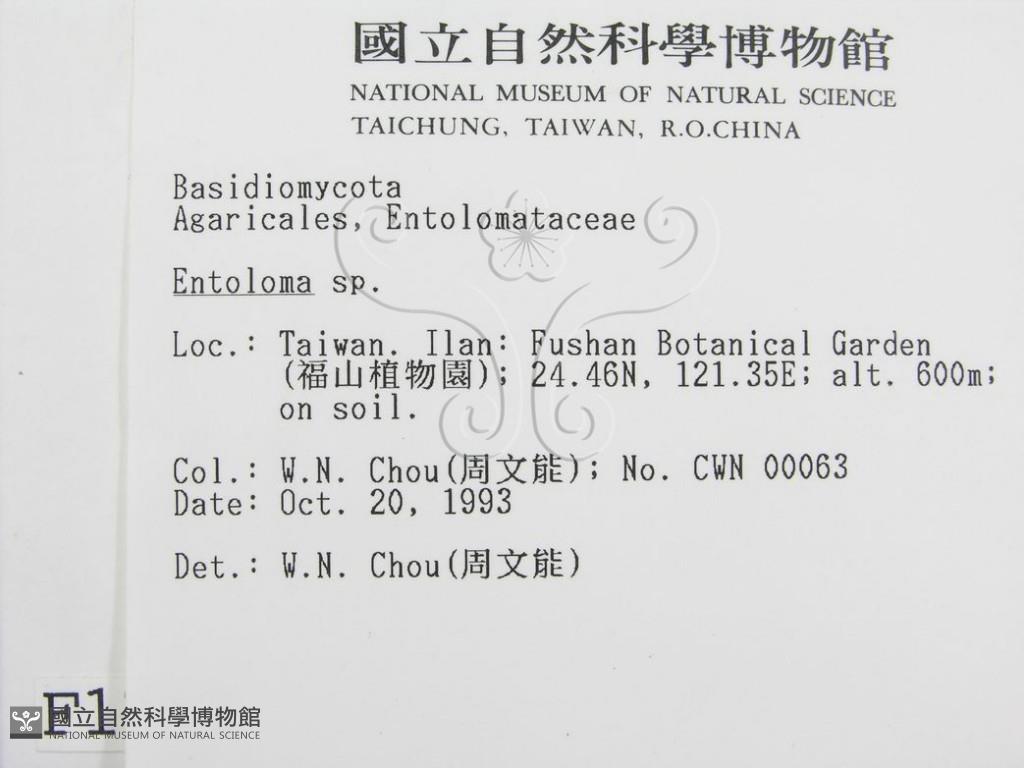 國立自然科學博物館
NATIONAL MUSEUM OF NATURAL SCIENCE
TAICHUNG, TAIWAN, R.O.CHINA
Basidiomycota
Agaricales, Entolomataceae
Entoloma sp.
Loc.: Taiwan. Ilan: Fushan Botanical Garden
(福山植物園); 24.46N, 121.35E; alt. 600m;
on soil.
Col.: W.N. Chou(周文能); No. CWN 00063
Date: Oct. 20, 1993
Det.: W.N. Chou(周文能)
F1
國立自然科學博物館
NATIONAL MUSEUM OF NATURAL SCIENCE